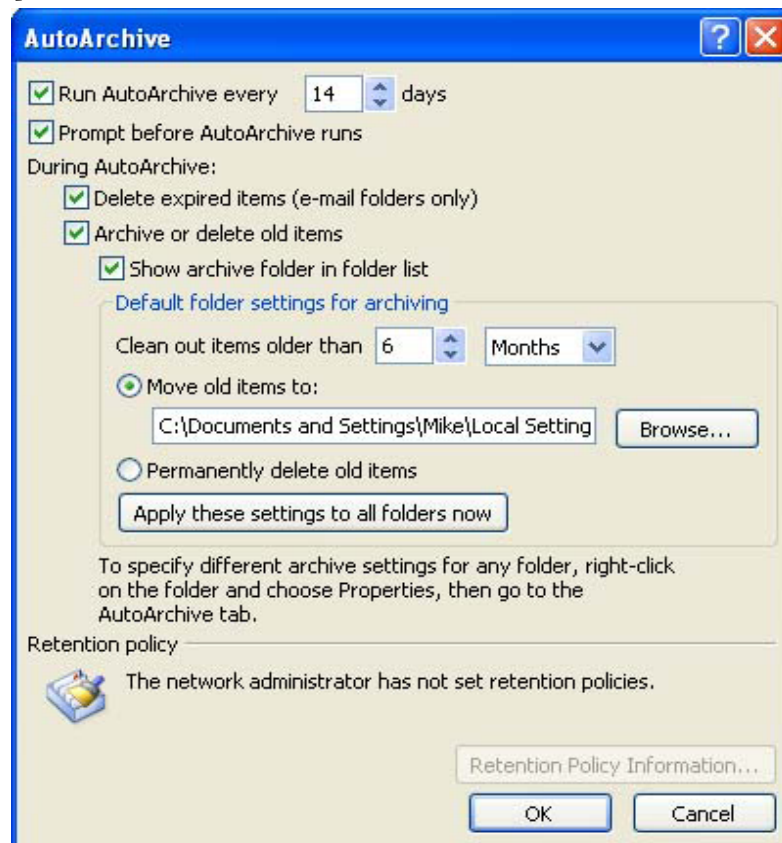 AutoArchive
Run AutoArchive every 14 days
Prompt before AutoArchive runs
During AutoArchive:
Delete expired items (e-mail folders only)
Archive or delete old items
Show archive folder in folder list
Default folder settings for archiving
Clean out items older than 6 Months
Move old items to:
C:\Documents and Settings\Mike\Local Setting Browse...
Permanently delete old items
Apply these settings to all folders now
To specify different archive settings for any folder, right-click
on the folder and choose Properties, then go to the
AutoArchive tab.
Retention policy
The network administrator has not set retention policies.
Retention Policy Information...
OK Cancel